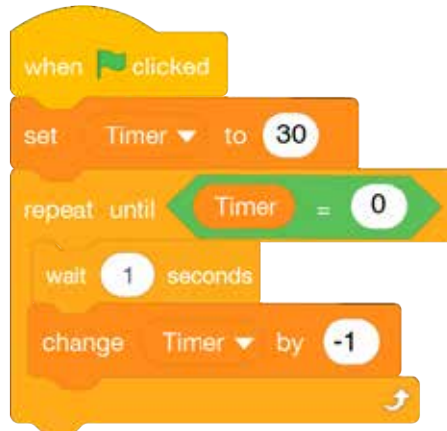 when clicked
set Timer to 30
repeat until Timer = 0
wait 1 seconds
change Timer by -1